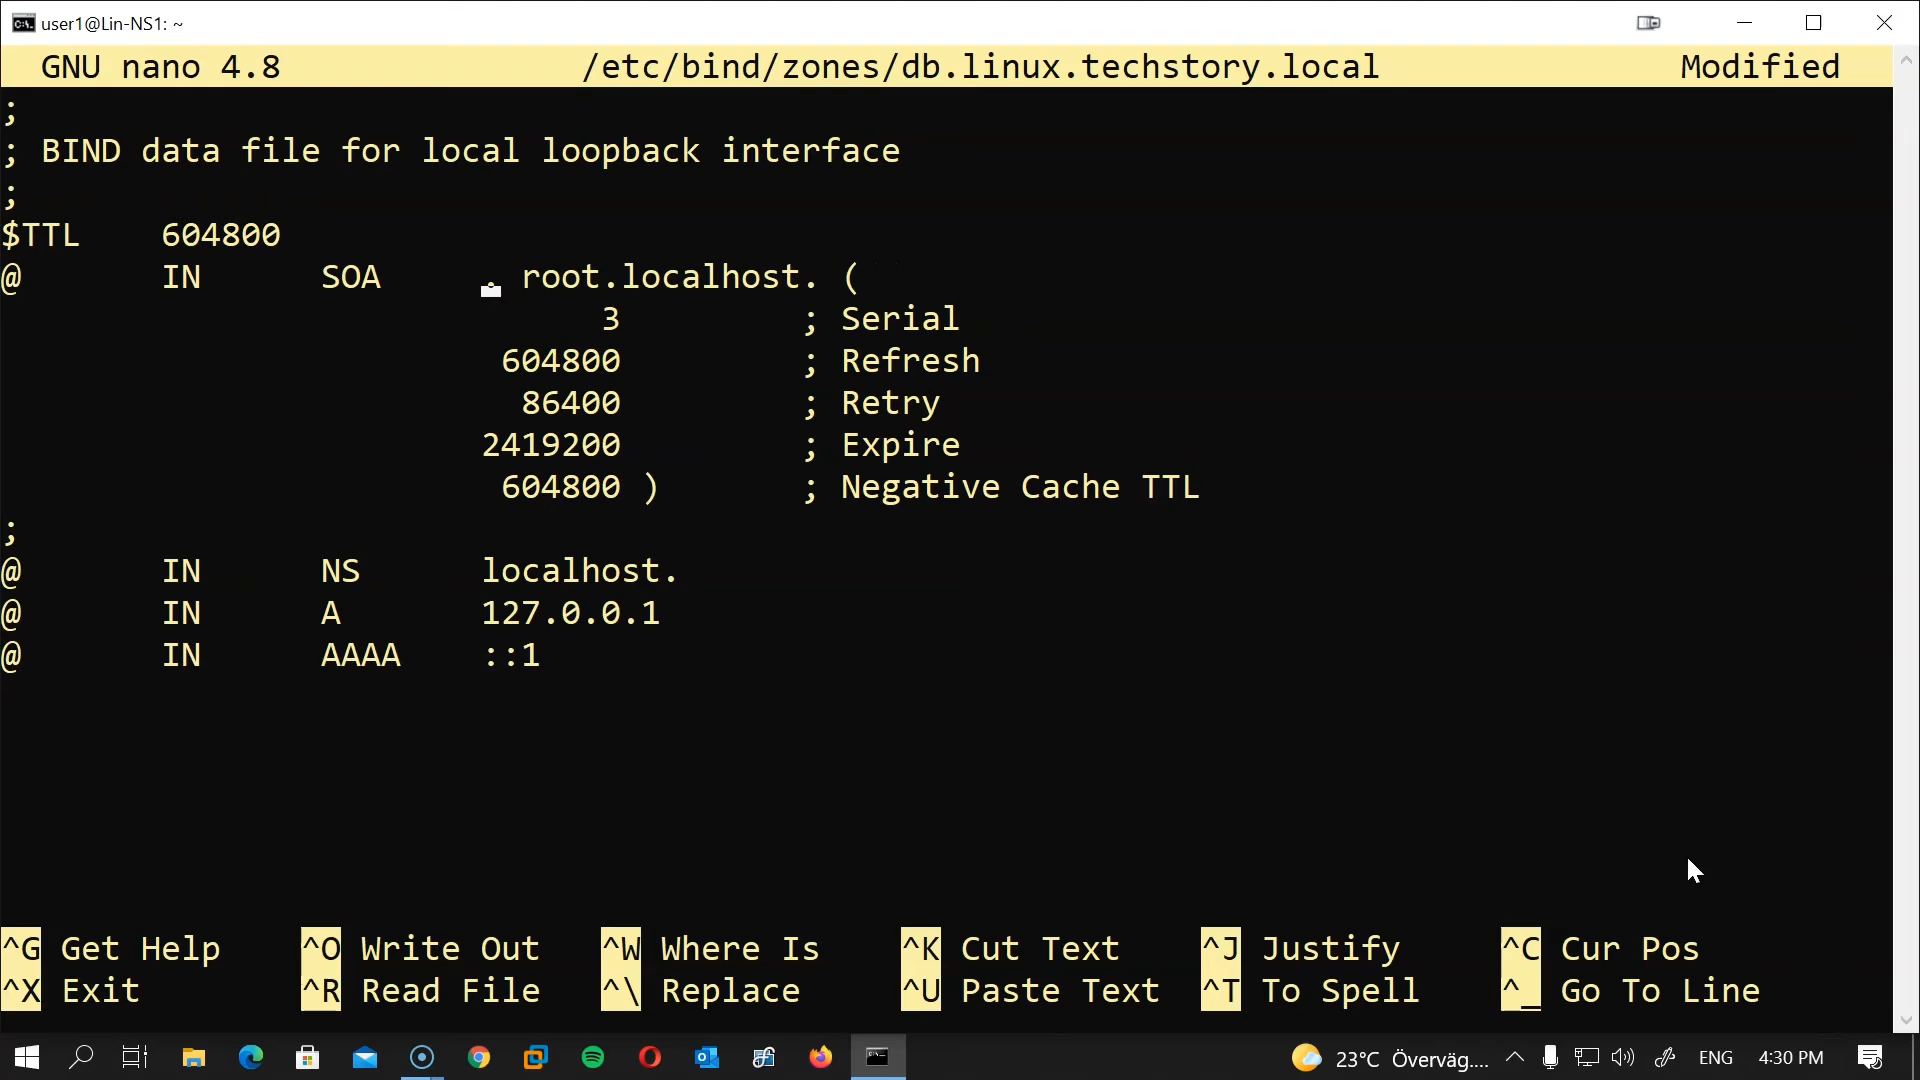 user1@Lin-NS1: ~
GNU nano 4.8 /etc/bind/zones/db.linux.techstory.local Modified
;
; BIND data file for local loopback interface
;
$TTL 604800
@ IN SOA . root.localhost. (
3 ; Serial
604800 ; Refresh
86400 ; Retry
2419200 ; Expire
604800 ) ; Negative Cache TTL
;
@ IN NS localhost.
@ IN A 127.0.0.1
@ IN AAAA ::1
^G Get Help ^O Write Out ^W Where Is ^K Cut Text ^J Justify ^C Cur Pos
^X Exit ^R Read File ^\ Replace ^U Paste Text ^T To Spell ^_ Go To Line
23°C Överväg.... ENG 4:30 PM